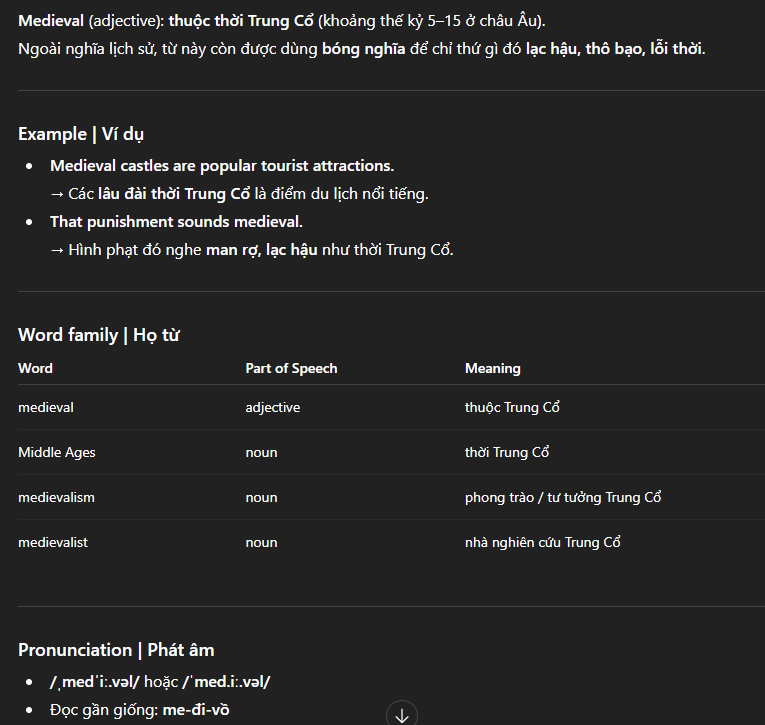 Medieval (adjective): thuộc thời Trung Cổ (khoảng thế kỷ 5–15 ở châu Âu).
Ngoài nghĩa lịch sử, từ này còn được dùng bóng nghĩa để chỉ thứ gì đó lạc hậu, thô bạo, lỗi thời.
Example | Ví dụ
Medieval castles are popular tourist attractions.
→ Các lâu đài thời Trung Cổ là điểm du lịch nổi tiếng.
That punishment sounds medieval.
→ Hình phạt đó nghe man rợ, lạc hậu như thời Trung Cổ.
Word family | Họ từ
Word Part of Speech Meaning
medieval adjective thuộc Trung Cổ
Middle Ages noun thời Trung Cổ
medievalism noun phong trào / tư tưởng Trung Cổ
medievalist noun nhà nghiên cứu Trung Cổ
Pronunciation | Phát âm
/ˌmedˈiː.vəl/ hoặc /ˈmed.iː.vəl/
Đọc gần giống: me-đi-vồ